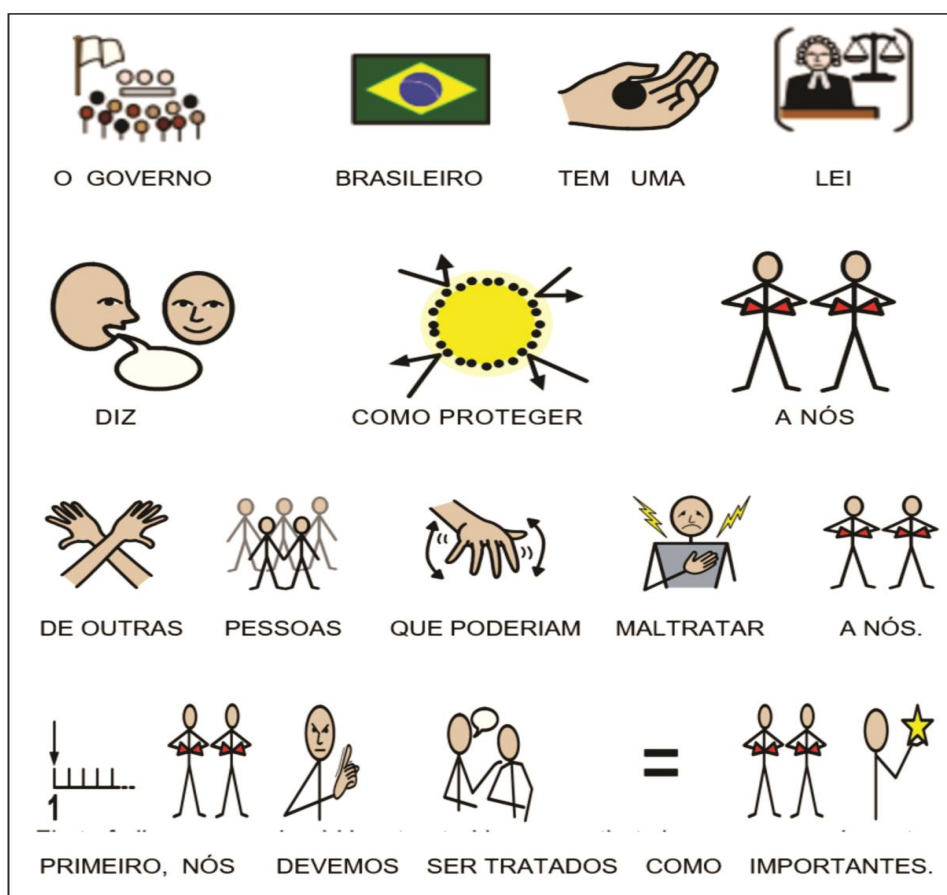 O GOVERNO BRASILEIRO TEM UMA LEI
DIZ COMO PROTEGER A NÓS
DE OUTRAS PESSOAS QUE PODERIAM MALTRATAR A NÓS.
1
PRIMEIRO, NÓS DEVEMOS SER TRATADOS COMO IMPORTANTES.